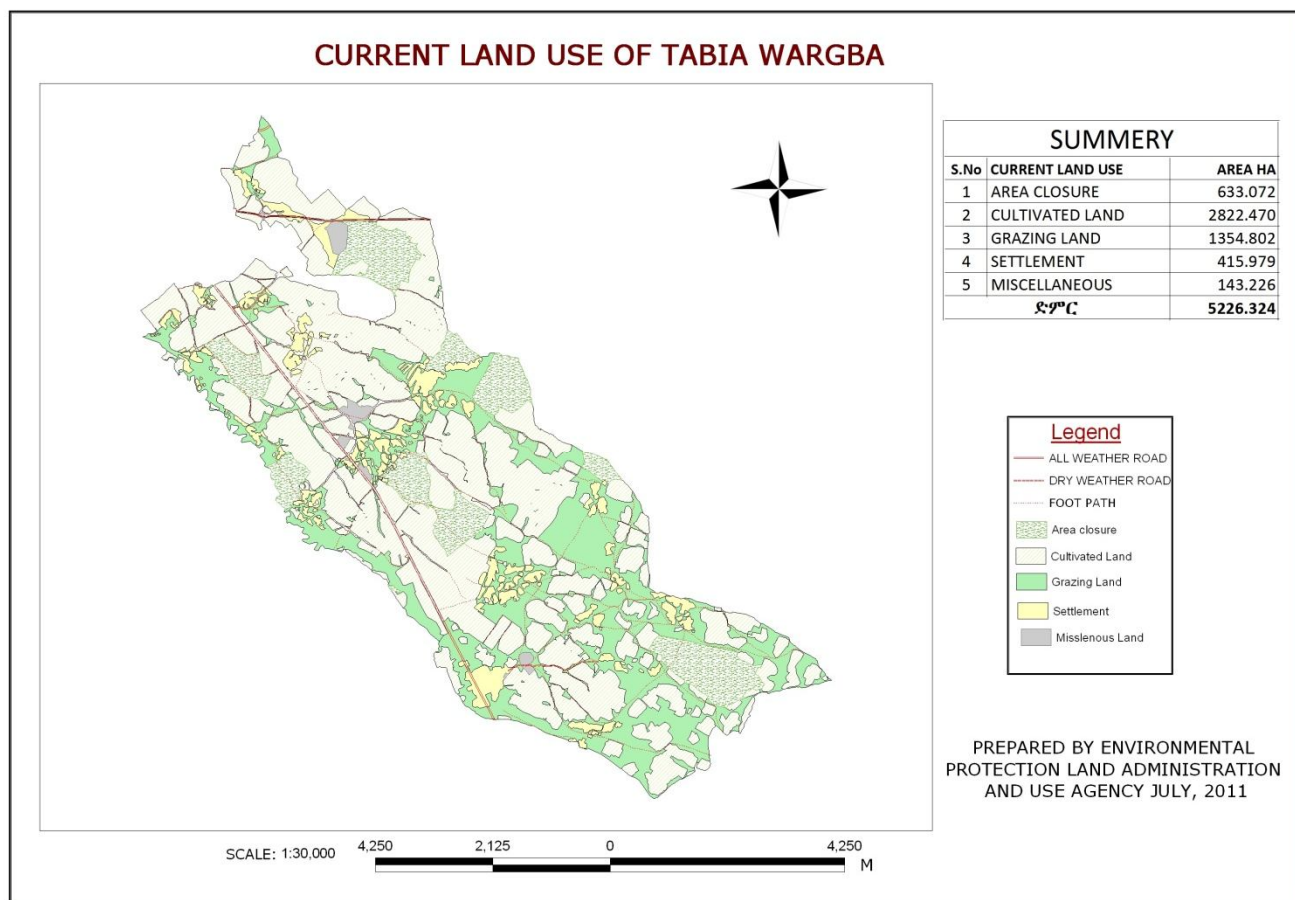 CURRENT LAND USE OF TABIA WARGBA
SUMMERY
S.No CURRENT LAND USE AREA HA
1 AREA CLOSURE 633.072
2 CULTIVATED LAND 2822.470
3 GRAZING LAND 1354.802
4 SETTLEMENT 415.979
5 MISCELLANEOUS 143.226
ድምር 5226.324
Legend
ALL WEATHER ROAD
DRY WEATHER ROAD
FOOT PATH
Area closure
Cultivated Land
Grazing Land
Settlement
Misslenous Land
PREPARED BY ENVIRONMENTAL
PROTECTION LAND ADMINISTRATION
AND USE AGENCY JULY, 2011
SCALE: 1:30,000
4,250 2,125 0 4,250
M